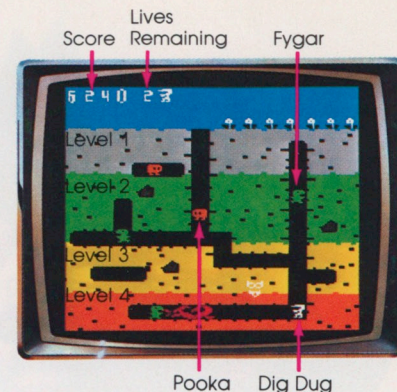 Lives
Score Remaining Fygar
6240 2
Level 1
Level 2
Level 3
Level 4
Pooka Dig Dug